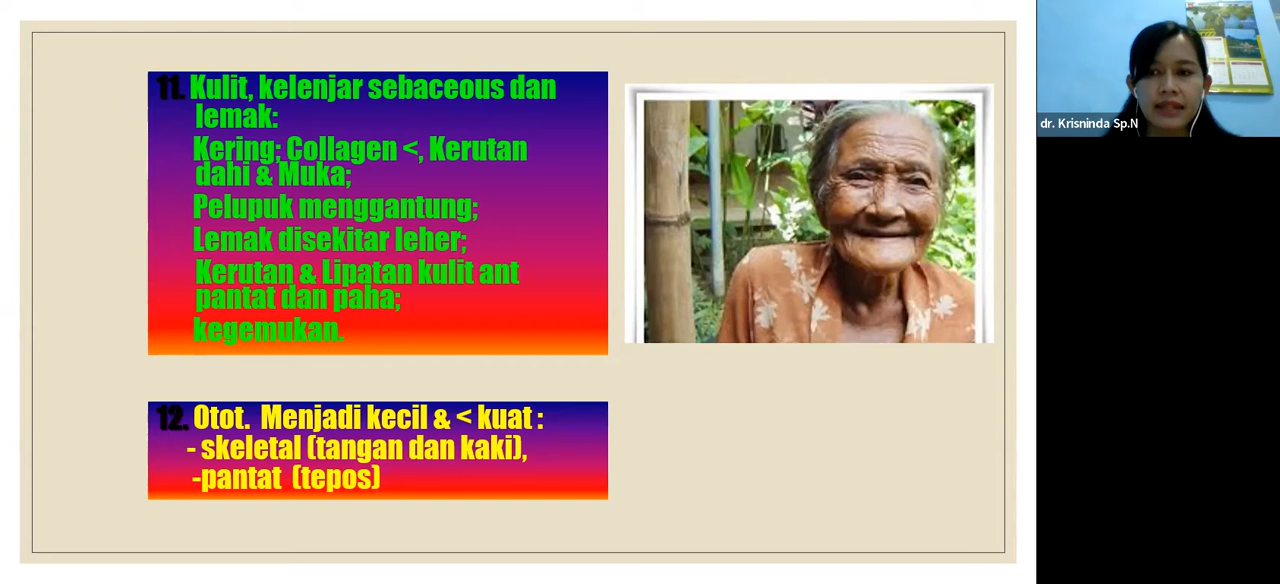 11. Kulit, kelenjar sebaceous dan
lemak:
Kering; Collagen <, Kerutan
dahi & Muka;
Pelupuk menggantung;
Lemak disekitar leher;
Kerutan & Lipatan kulit ant
pantat dan paha;
kegemukan.
12. Otot.  Menjadi kecil & < kuat :
- skeletal (tangan dan kaki),
-pantat  (tepos)
dr. Krisninda Sp.N